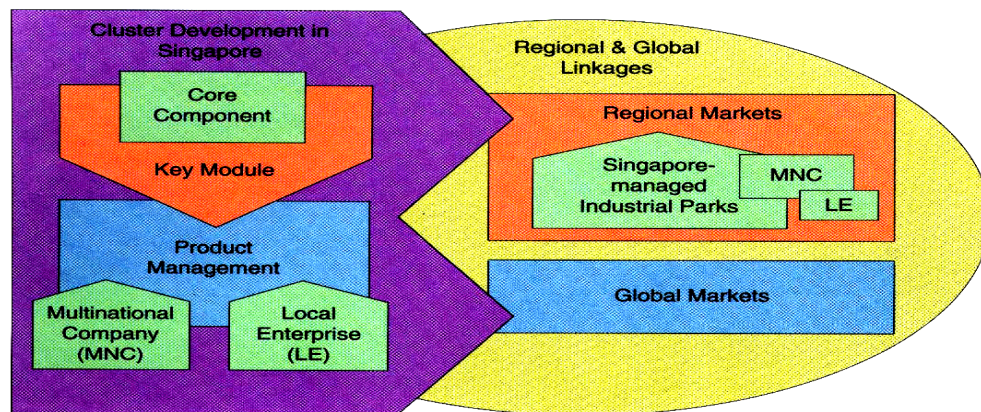 Cluster Development in
Singapore
Core
Component
Key Module
Product
Management
Multinational
Company
(MNC)
Local
Enterprise
(LE)
Regional & Global
Linkages
Regional Markets
Singapore-
managed
Industrial Parks
MNC
LE
Global Markets